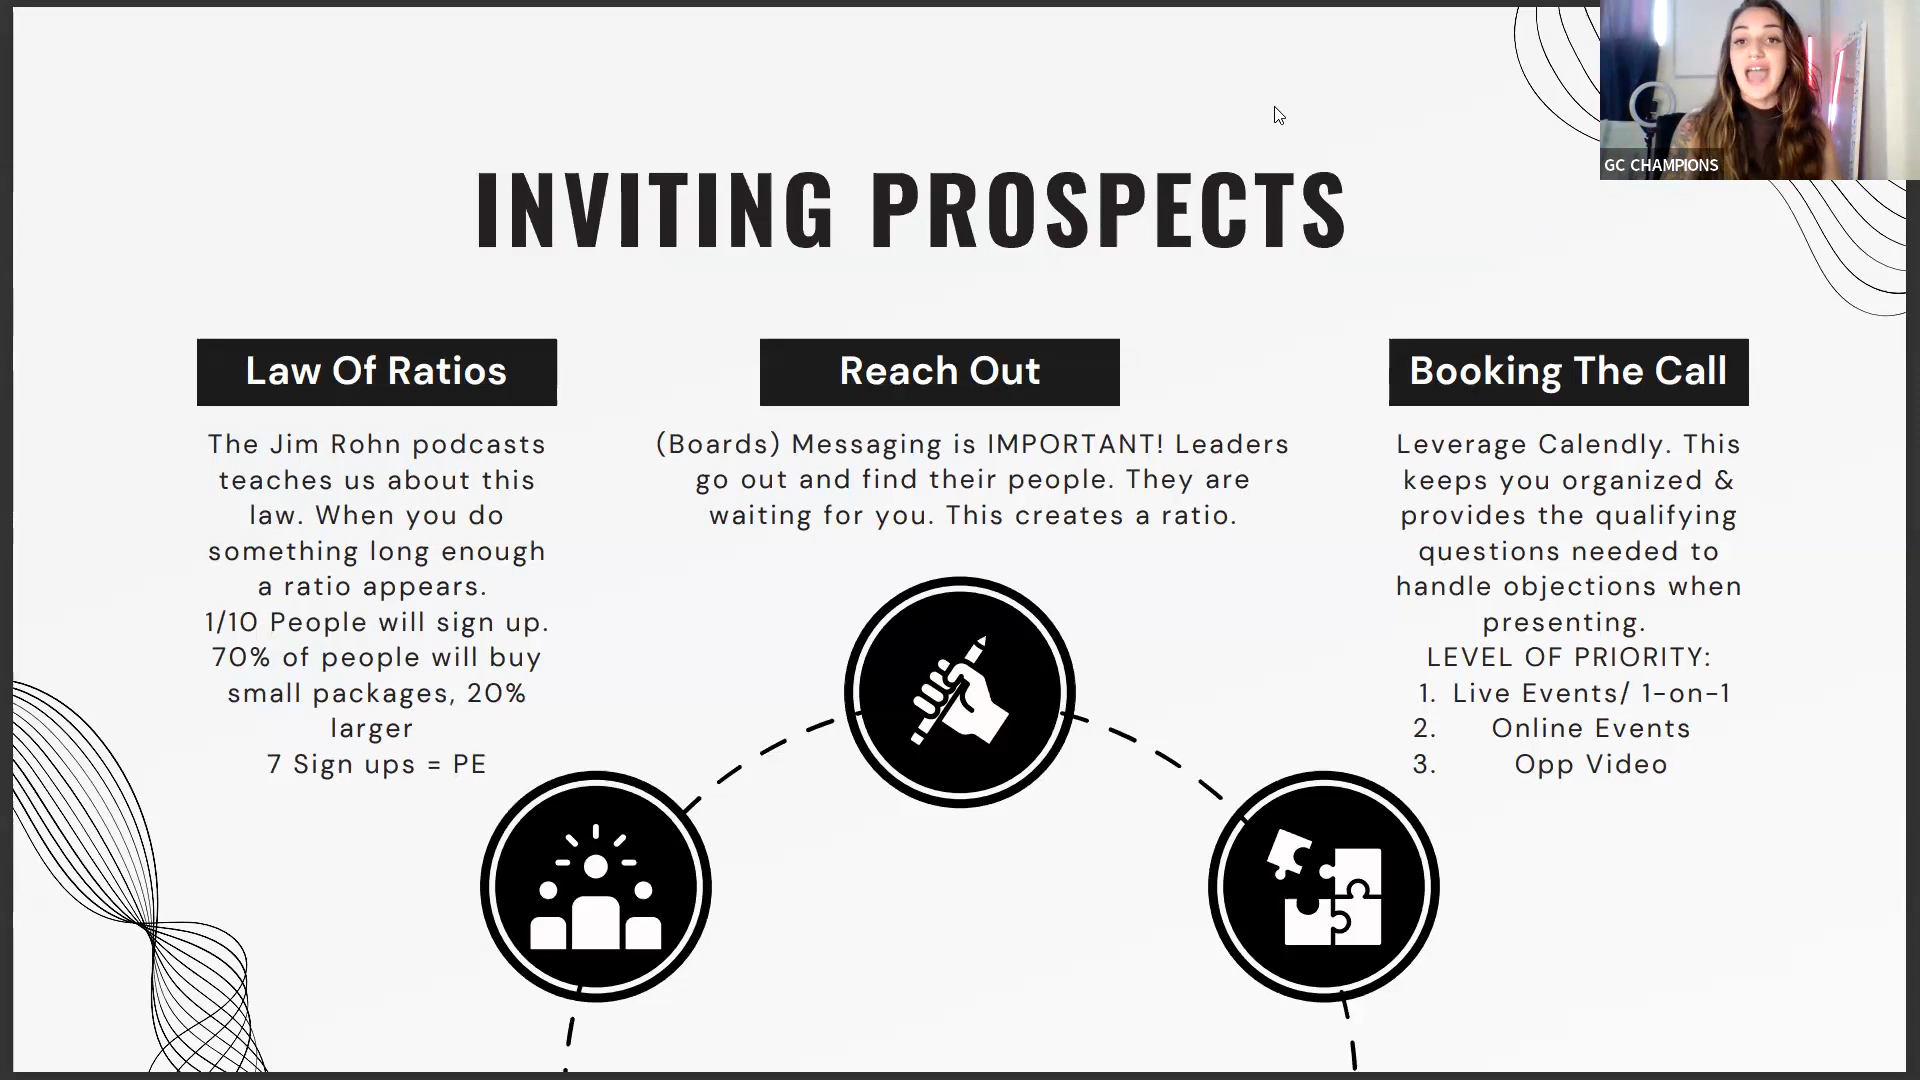 GC CHAMPIONS
INVITING PROSPECTS
Law Of Ratios
The Jim Rohn podcasts
teaches us about this
law. When you do
something long enough
a ratio appears.
1/10 People will sign up.
70% of people will buy
small packages, 20%
larger
7 Sign ups = PE
Reach Out
(Boards) Messaging is IMPORTANT! Leaders
go out and find their people. They are
waiting for you. This creates a ratio.
Booking The Call
Leverage Calendly. This
keeps you organized &
provides the qualifying
questions needed to
handle objections when
presenting.
LEVEL OF PRIORITY:
1. Live Events/ 1-on-1
2. Online Events
3. Opp Video